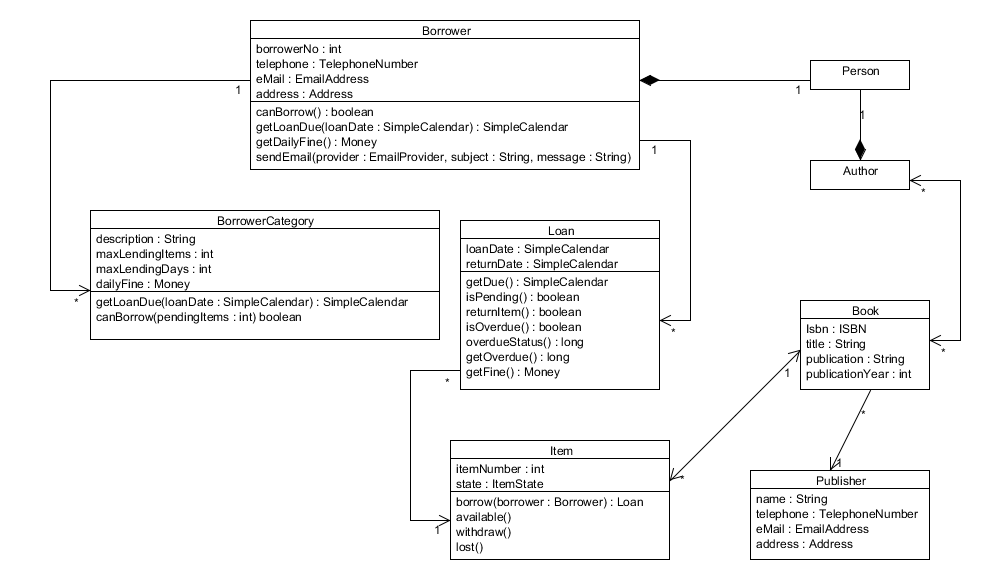 Borrower
borrowerNo : int
telephone : TelephoneNumber
eMail : EmailAddress
address : Address
canBorrow() : boolean
getLoanDue(loanDate : SimpleCalendar) : SimpleCalendar
getDailyFine() : Money
sendEmail(provider : EmailProvider, subject : String, message : String)
1
1
1
Person
1
Author
*
BorrowerCategory
description : String
maxLendingItems : int
maxLendingDays : int
dailyFine : Money
getLoanDue(loanDate : SimpleCalendar) : SimpleCalendar
canBorrow(pendingItems : int) boolean
*
Loan
loanDate : SimpleCalendar
returnDate : SimpleCalendar
getDue() : SimpleCalendar
isPending() : boolean
returnItem() : boolean
isOverdue() : boolean
overdueStatus() : long
getOverdue() : long
getFine() : Money
*
*
Book
Isbn : ISBN
title : String
publication : String
publicationYear : int
*
1
*
1
Item
itemNumber : int
state : ItemState
borrow(borrower : Borrower) : Loan
available()
withdraw()
lost()
*
1
Publisher
name : String
telephone : TelephoneNumber
eMail : EmailAddress
address : Address